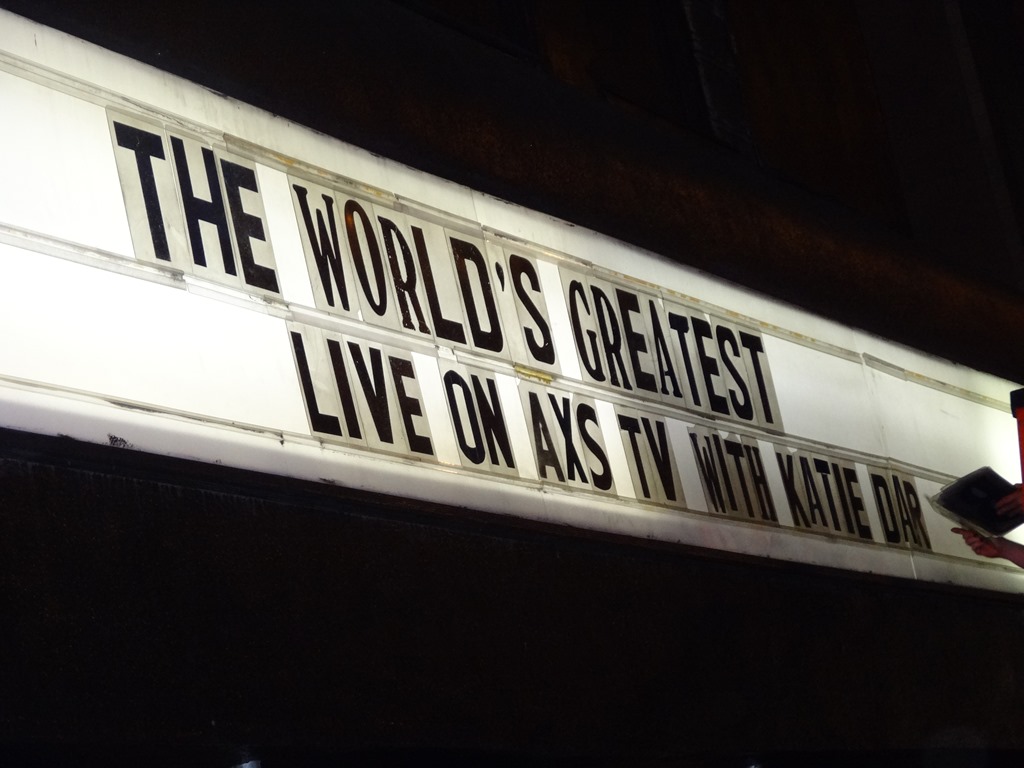 THE WORLD'S GREATEST
LIVE ON AXS TV WITH KATIE DAR